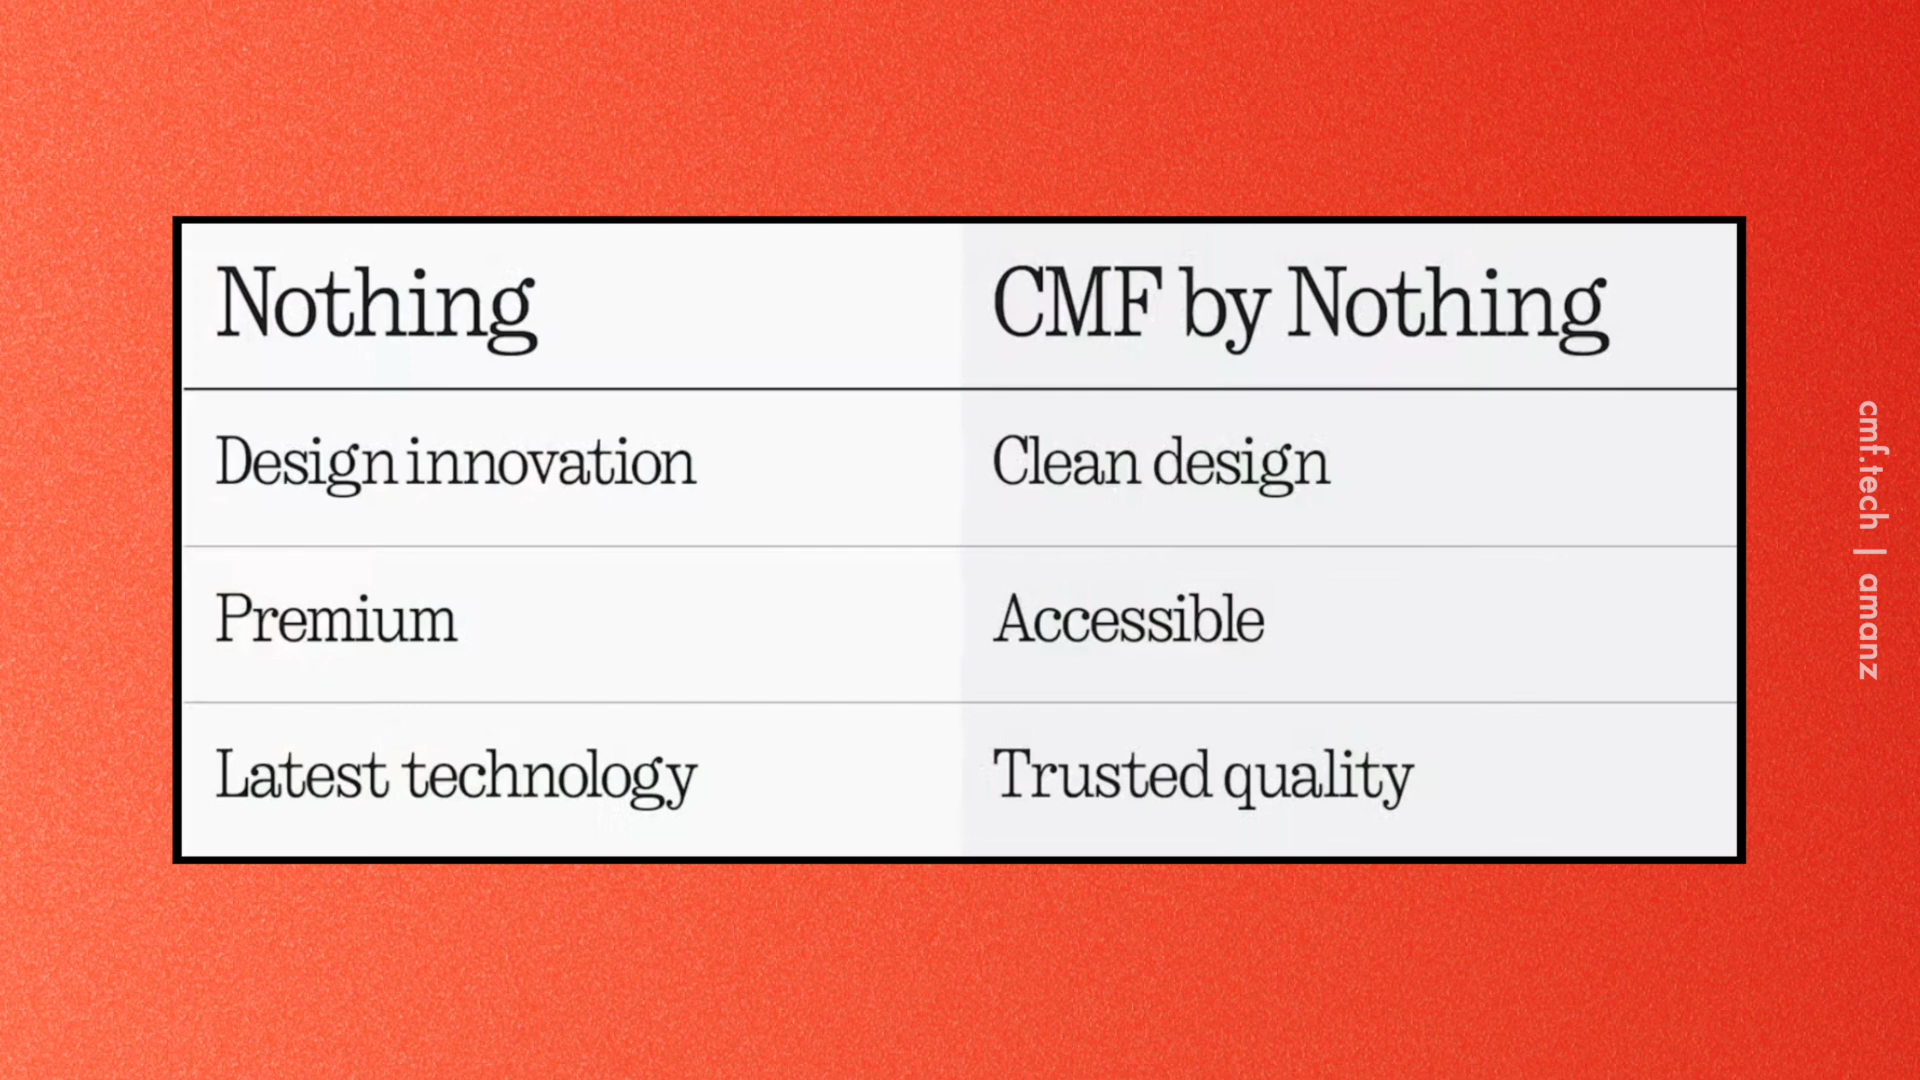 Nothing
CMF by Nothing
Design innovation
Clean design
Premium
Accessible
Latest technology
Trusted quality
cmf.tech | amanz